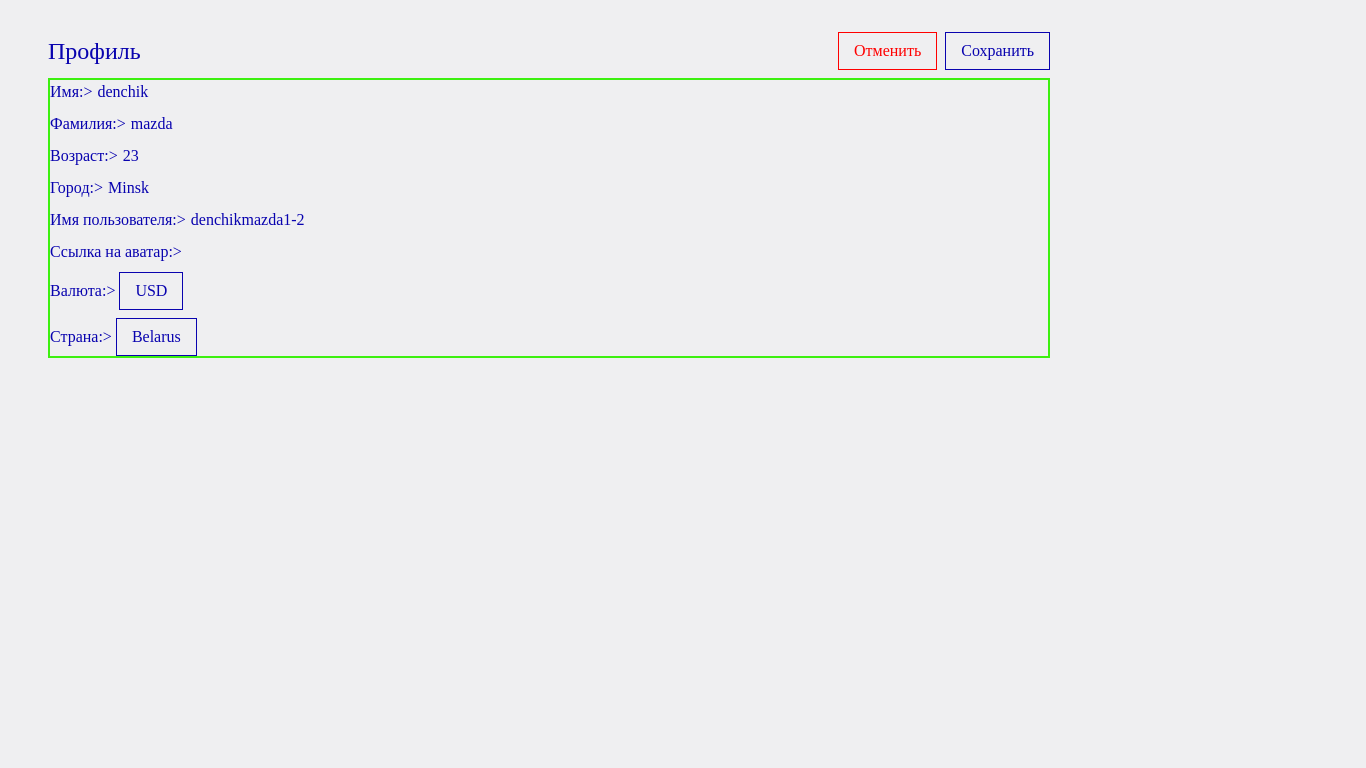 Профиль
Отменить
Сохранить
Имя:> denchik
Фамилия:> mazda
Возраст:> 23
Город:> Minsk
Имя пользователя:> denchikmazda1-2
Ссылка на аватар:>
Валюта:> USD
Страна:> Belarus